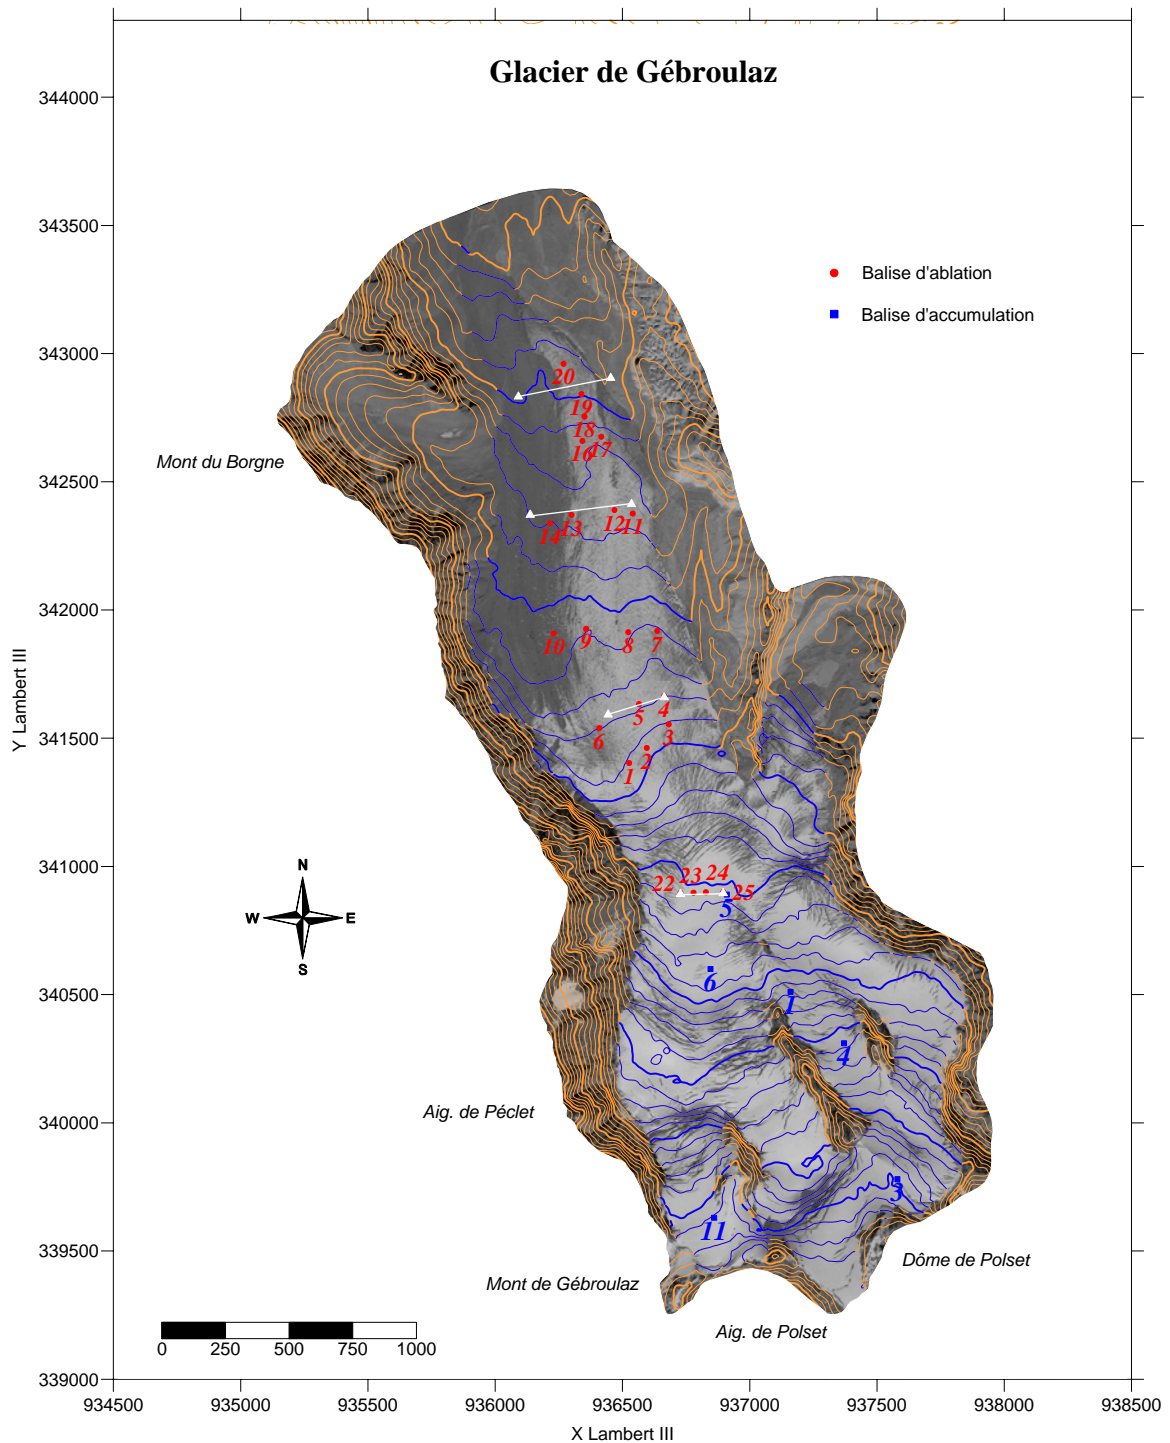 Glacier de Gébroulaz
344000
343500
343000
342500
342000
341500
341000
340500
340000
339500
339000
Y Lambert III
Balise d'ablation
Balise d'accumulation
20
19
18
16
17
14
13
12
11
10
9
8
7
5
4
6
3
2
1
22
23
24
25
5
6
1
4
3
11
Mont du Borgne
N
W
E
S
Aig. de Péclet
Mont de Gébroulaz
Dôme de Polset
Aig. de Polset
0 250 500 750 1000
934500 935000 935500 936000 936500 937000 937500 938000 938500
X Lambert III